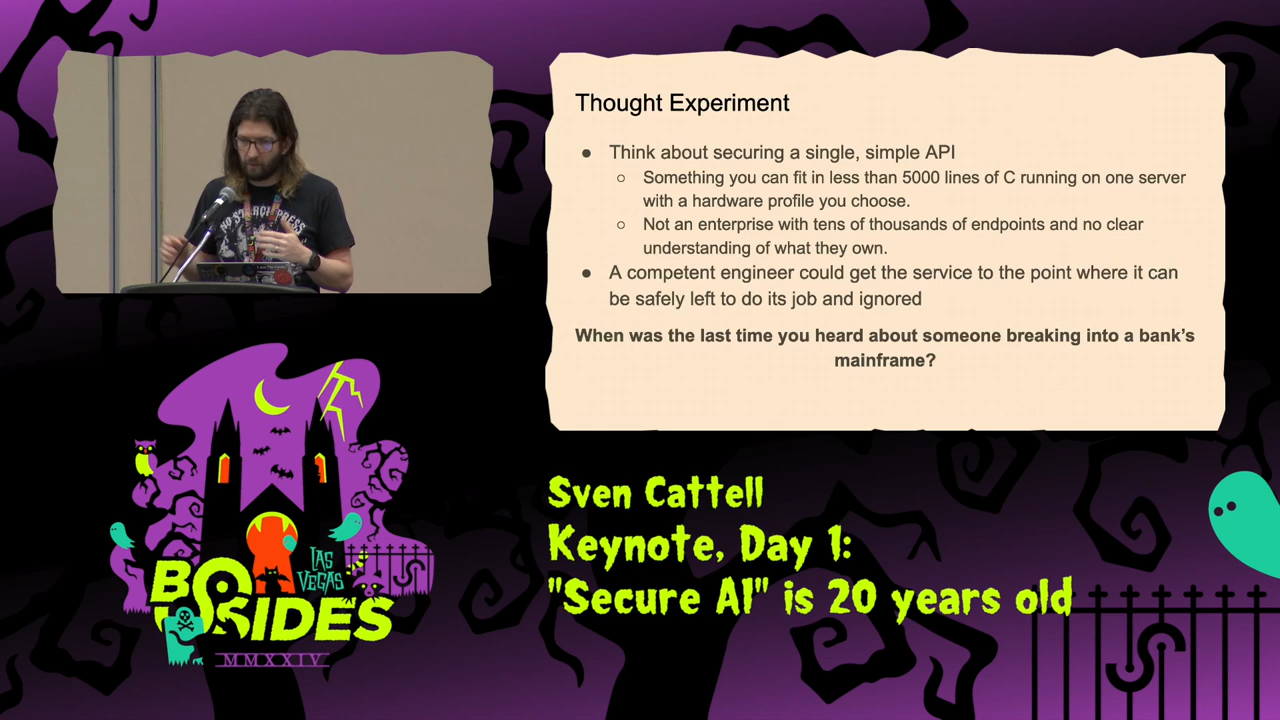 NO STARCH PRESS
Thought Experiment
● Think about securing a single, simple API
○ Something you can fit in less than 5000 lines of C running on one server
with a hardware profile you choose.
○ Not an enterprise with tens of thousands of endpoints and no clear
understanding of what they own.
● A competent engineer could get the service to the point where it can
be safely left to do its job and ignored
When was the last time you heard about someone breaking into a bank’s
mainframe?
LAS
VEGAS
BSIDES
MMXXIV
Sven Cattell
Keynote, Day 1:
"Secure AI" is 20 years old